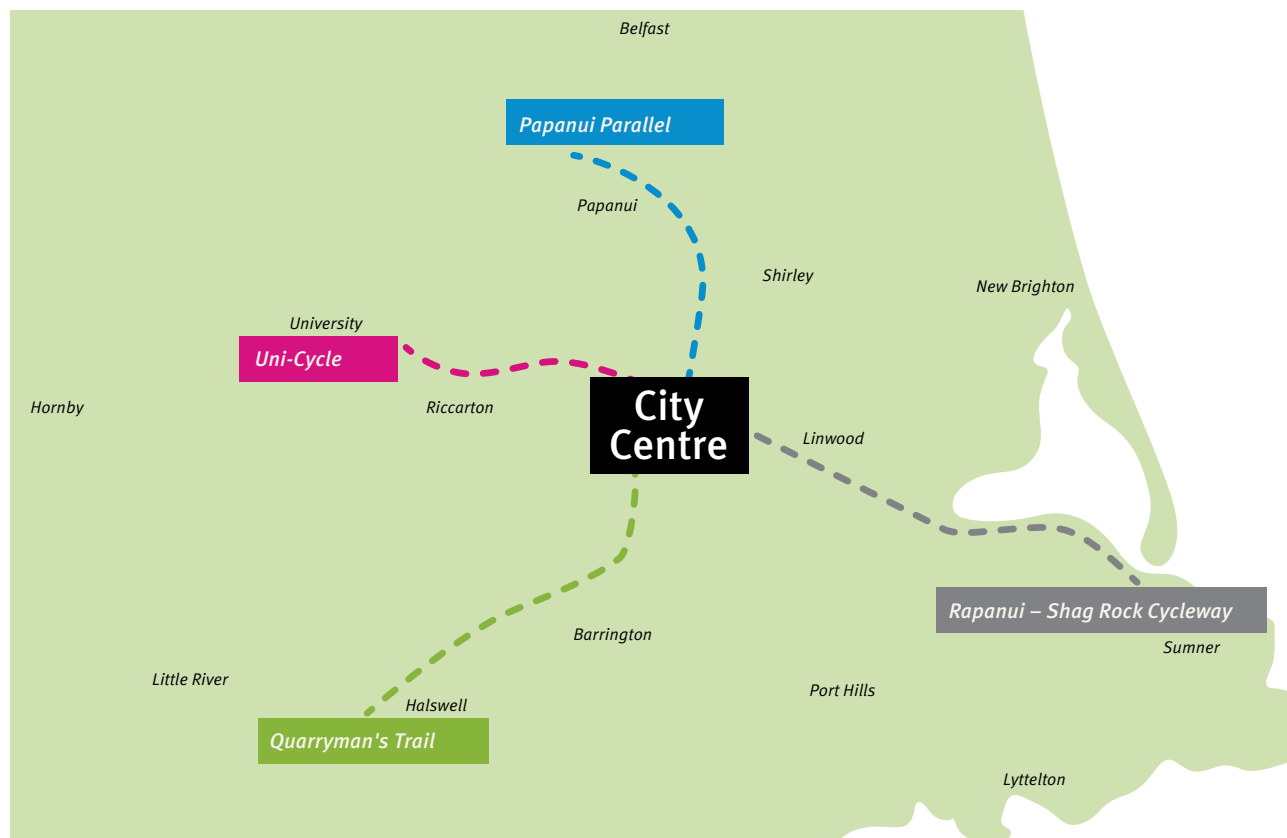 Belfast
Papanui Parallel
Papanui
Shirley
New Brighton
University
Uni-Cycle
Hornby
Riccarton
City
Centre
Linwood
Rapanui – Shag Rock Cycleway
Barrington
Sumner
Little River
Port Hills
Halswell
Quarryman's Trail
Lyttelton